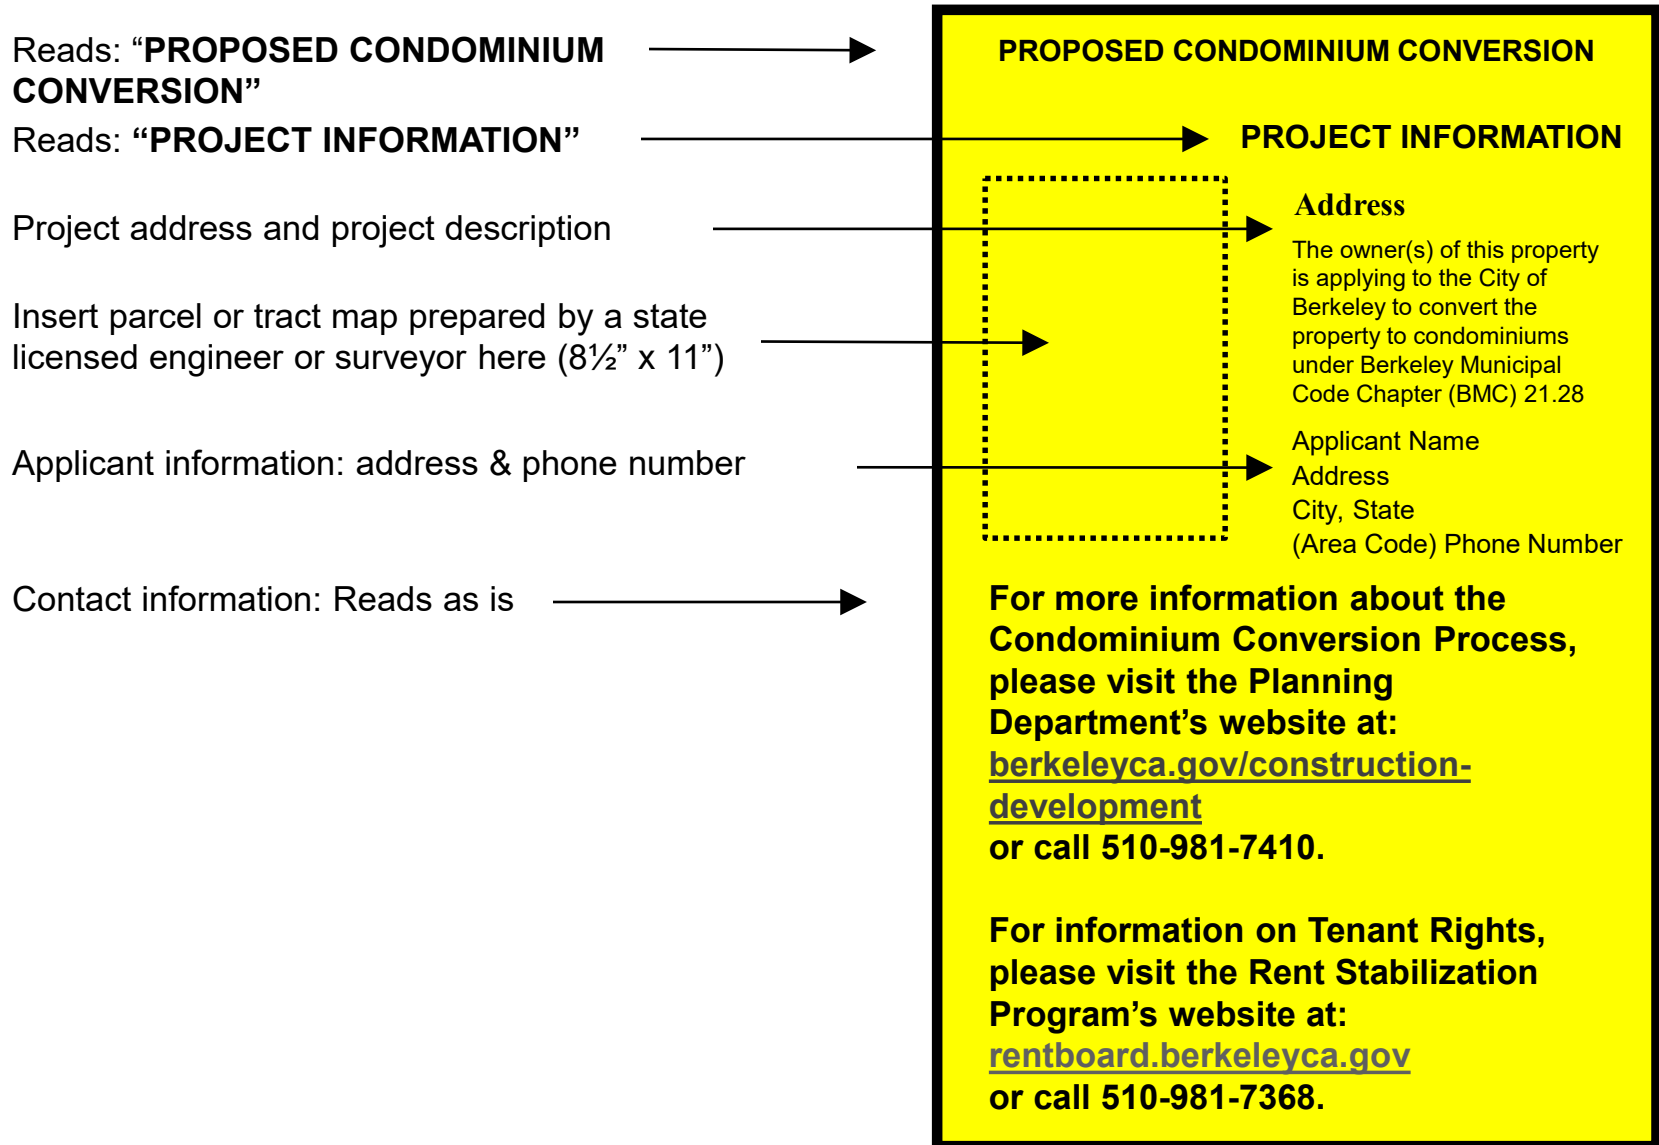 Reads: “PROPOSED CONDOMINIUM
CONVERSION”
Reads: “PROJECT INFORMATION”
Project address and project description
Insert parcel or tract map prepared by a state
licensed engineer or surveyor here (8½” x 11”)
Applicant information: address & phone number
Contact information: Reads as is
PROPOSED CONDOMINIUM CONVERSION
PROJECT INFORMATION
Address
The owner(s) of this property
is applying to the City of
Berkeley to convert the
property to condominiums
under Berkeley Municipal
Code Chapter (BMC) 21.28
Applicant Name
Address
City, State
(Area Code) Phone Number
For more information about the
Condominium Conversion Process,
please visit the Planning
Department’s website at:
berkeleyca.gov/construction-
development
or call 510-981-7410.
For information on Tenant Rights,
please visit the Rent Stabilization
Program’s website at:
rentboard.berkeleyca.gov
or call 510-981-7368.